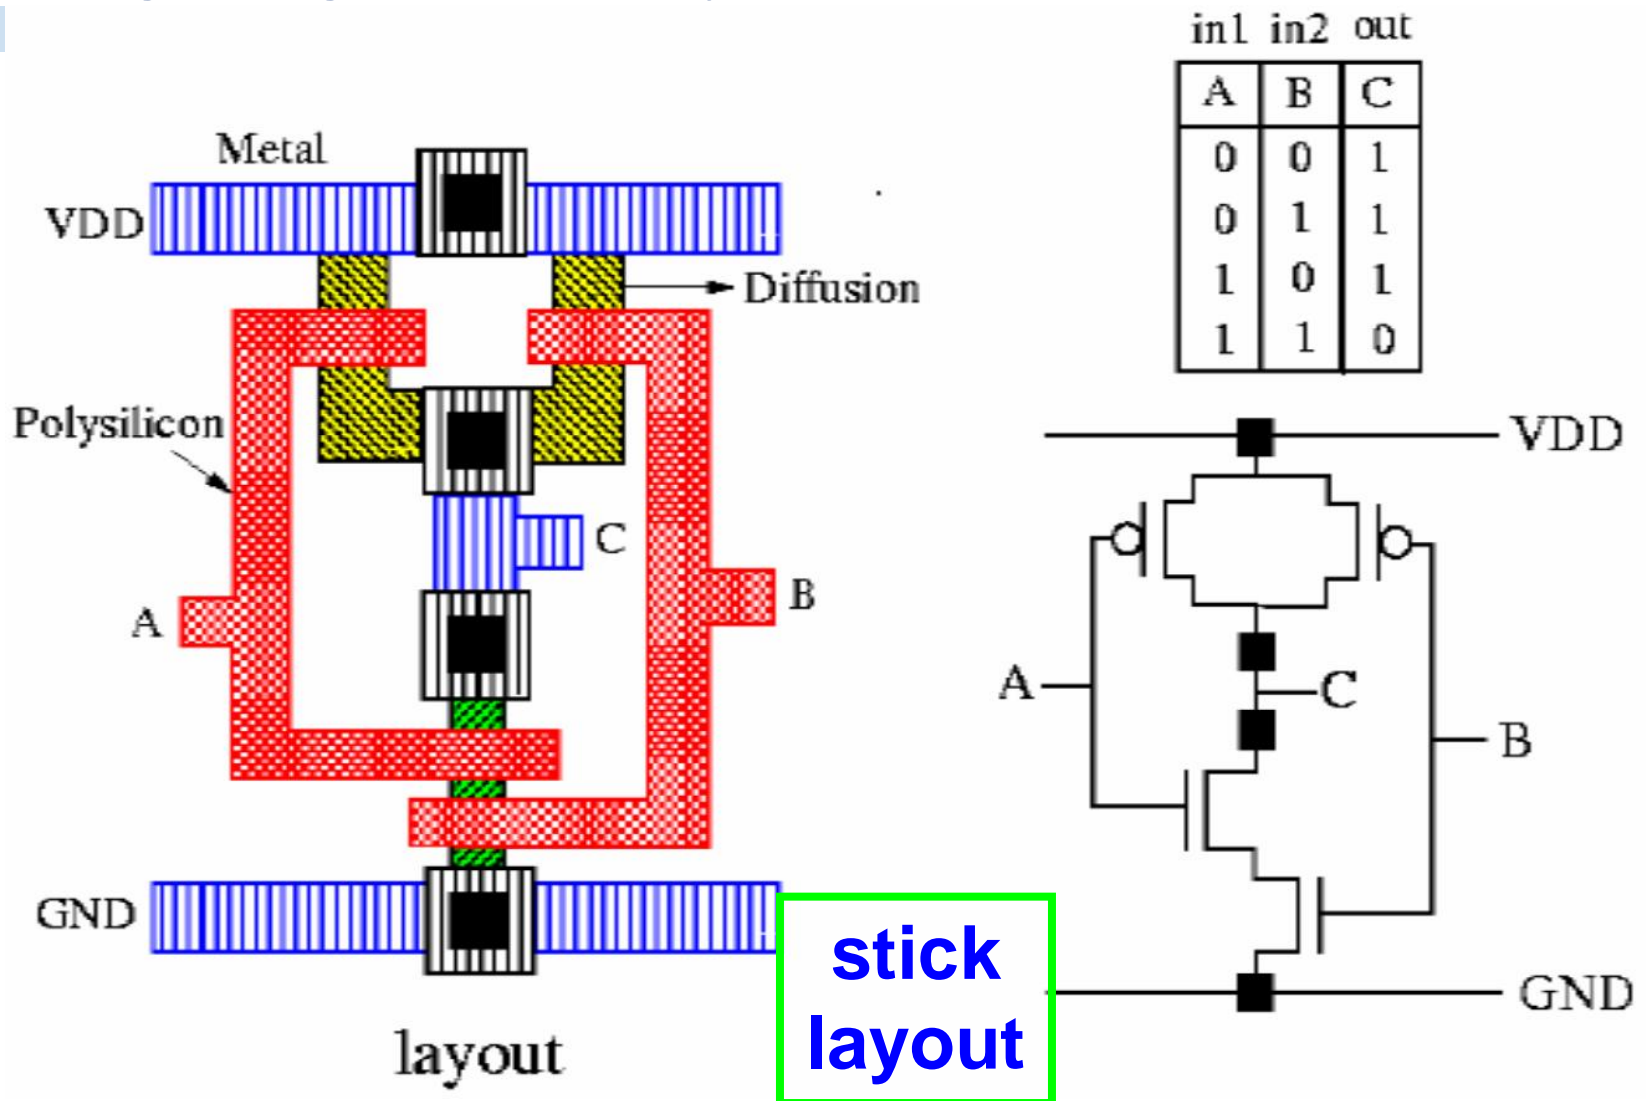 in1 in2 out
A B C
0 0 1
0 1 1
1 0 1
1 1 0
Metal
VDD
Diffusion
Polysilicon
C
B
A
GND
layout
stick
layout
VDD
A
C
B
GND